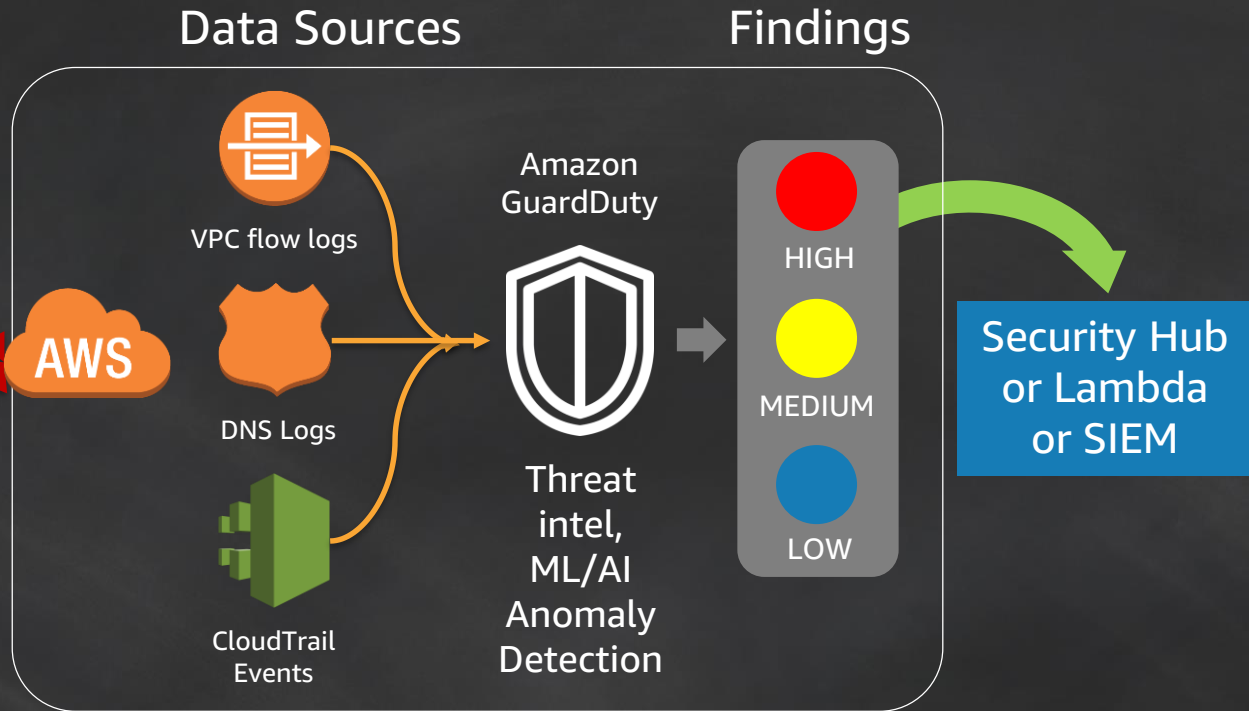 Data Sources
Findings
AWS
VPC flow logs
DNS Logs
CloudTrail
Events
Amazon
GuardDuty
Threat
intel,
ML/AI
Anomaly
Detection
HIGH
MEDIUM
LOW
Security Hub
or Lambda
or SIEM